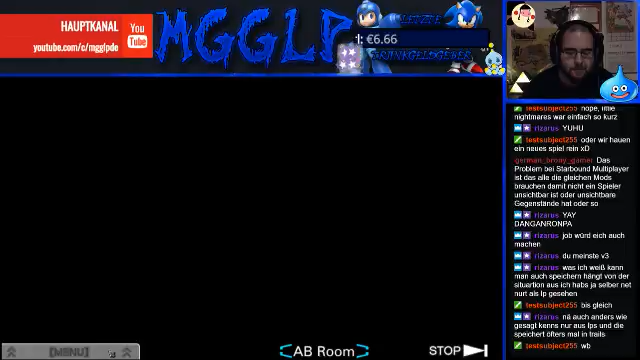 HAUPTKANAL
youtube.com/c/mgglpde
You
Tube
MGGLP
LETZTE
: €6.66
TRINKGELDGEBER
testsubject255 nope, little
nightmares war einfach so kurz
rizarus YUHU
testsubject255 oder wir hauen
ein neues spiel rein xD
german_brony_gamer Das
Problem bei Starbound Multiplayer
ist das alle die gleichen Mods
brauchen damit nicht ein Spieler
unsichtbar ist oder unsichtbare
Gegenstände hat oder so
rizarus YAY
DANGANRONPA
rizarus job würd eich auch
machen
rizarus du meinste v3
rizarus was ich weiß kann
man auch speichern hängt von der
situartion aus ich habs ja selber net
nurt als lp gesehen
testsubject255 bis gleich
rizarus nä auch anders wie
gesagt kenns nur aus lps und die
speichert öfters mal in trails
testsubject255 wb
[MENU]
AB Room
STOP